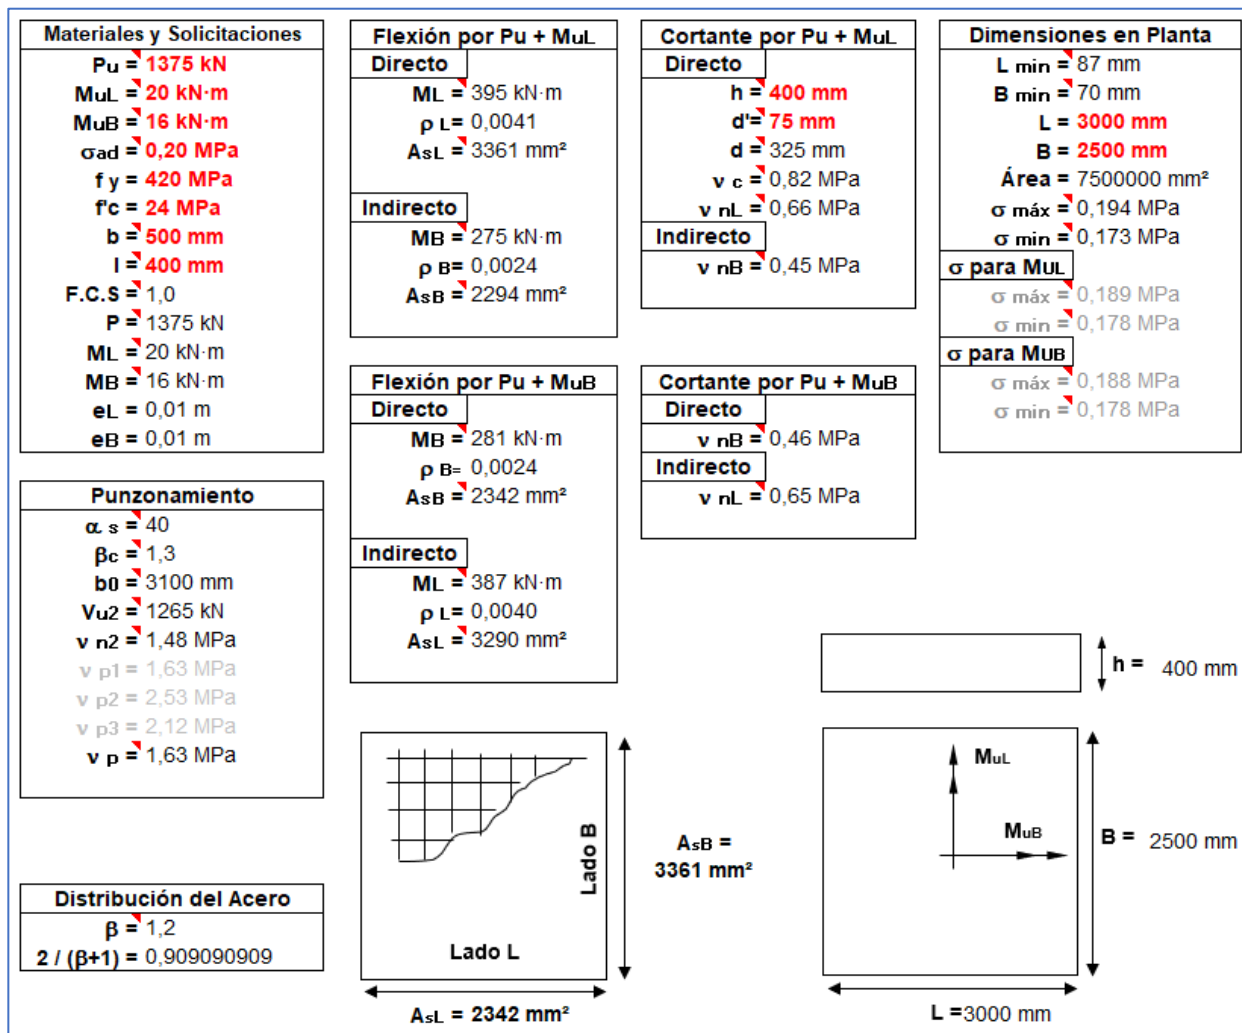 Materiales y Solicitaciones
Pu = 1375 kN
MuL = 20 kN·m
MuB = 16 kN·m
σad = 0,20 MPa
f y = 420 MPa
f'c = 24 MPa
b = 500 mm
l = 400 mm
F.C.S = 1,0
P = 1375 kN
ML = 20 kN·m
MB = 16 kN·m
eL = 0,01 m
eB = 0,01 m
Punzonamiento
α s = 40
βc = 1,3
b0 = 3100 mm
Vu2 = 1265 kN
ν n2 = 1,48 MPa
ν p1 = 1,63 MPa
ν p2 = 2,53 MPa
ν p3 = 2,12 MPa
ν p = 1,63 MPa
Distribución del Acero
β = 1,2
2 / (β+1) = 0,909090909
Flexión por Pu + MuL
Directo
ML = 395 kN·m
ρ L = 0,0041
AsL = 3361 mm²
Indirecto
MB = 275 kN·m
ρ B= 0,0024
AsB = 2294 mm²
Flexión por Pu + MuB
Directo
MB = 281 kN·m
ρ B= 0,0024
AsB = 2342 mm²
Indirecto
ML = 387 kN·m
ρ L= 0,0040
AsL = 3290 mm²
Lado B
Lado L
AsB =
3361 mm²
AsL = 2342 mm²
Cortante por Pu + MuL
Directo
h = 400 mm
d'= 75 mm
d = 325 mm
ν c = 0,82 MPa
ν nL = 0,66 MPa
Indirecto
ν nB = 0,45 MPa
Cortante por Pu + MuB
Directo
ν nB = 0,46 MPa
Indirecto
ν nL = 0,65 MPa
Dimensiones en Planta
L min = 87 mm
B min = 70 mm
L = 3000 mm
B = 2500 mm
Área = 7500000 mm²
σ máx = 0,194 MPa
σ min = 0,173 MPa
σ para MUL
σ máx = 0,189 MPa
σ min = 0,178 MPa
σ para MUB
σ máx = 0,188 MPa
σ min = 0,178 MPa
h = 400 mm
MuL
MuB
B = 2500 mm
L =3000 mm